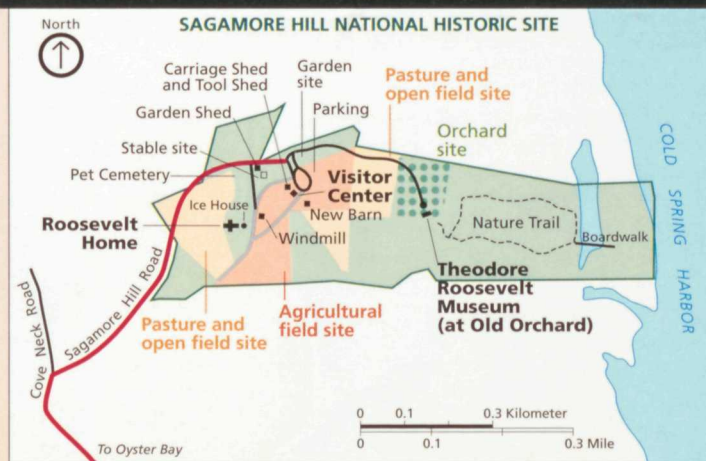 SAGAMORE HILL NATIONAL HISTORIC SITE
North
Carriage Shed
and Tool Shed
Garden
site
Pasture and
open field site
Garden Shed
Parking
Orchard
site
Stable site
Pet Cemetery
Visitor
Center
Ice House
New Barn
Roosevelt
Home
Windmill
Nature Trail
Boardwalk
COLD SPRING HARBOR
Theodore
Roosevelt
Museum
(at Old Orchard)
Cove Neck Road
Sagamore Hill Road
Pasture and
open field site
Agricultural
field site
0 0.1 0.3 Kilometer
0 0.1 0.3 Mile
To Oyster Bay